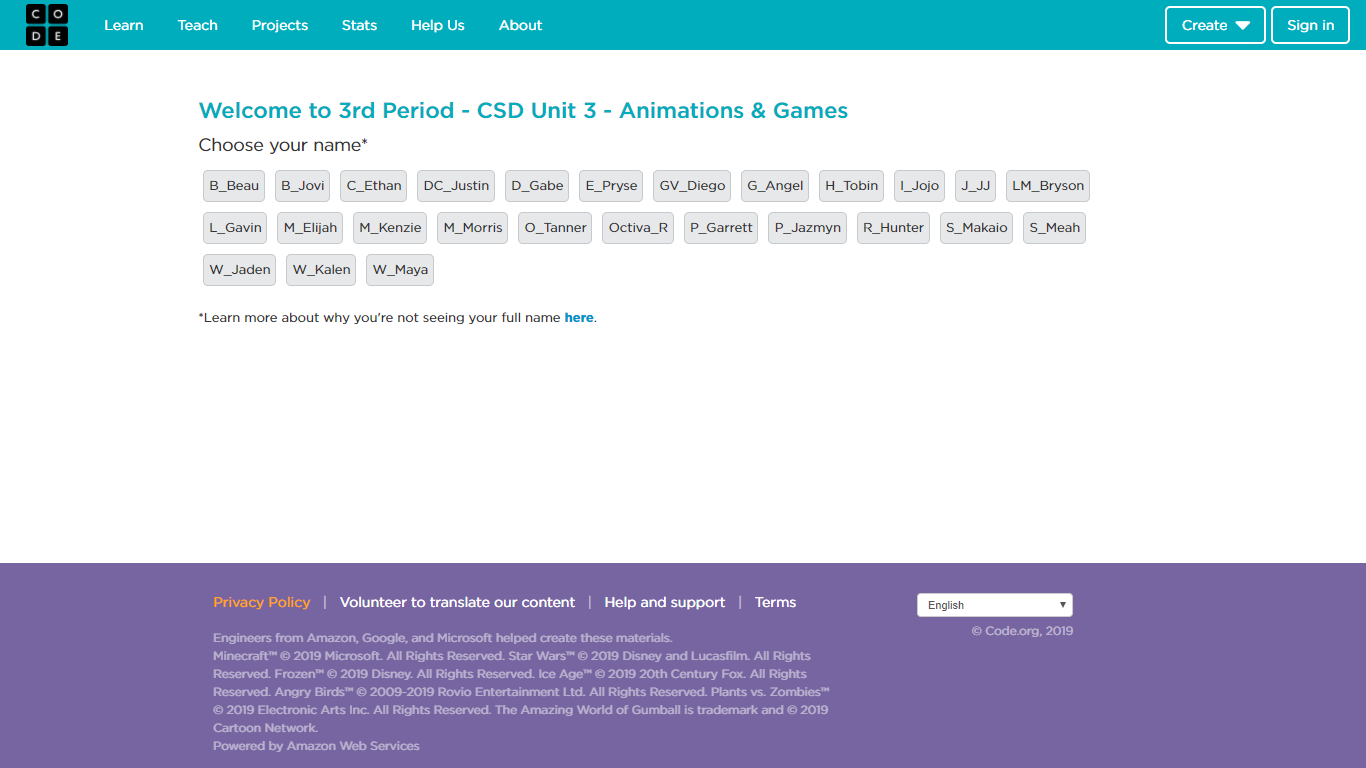 CODE Learn Teach Projects Stats Help Us About Create Sign in
Welcome to 3rd Period - CSD Unit 3 - Animations & Games
Choose your name*
B_Beau B_Jovi C_Ethan DC_Justin D_Gabe E_Pryse GV_Diego G_Angel H_Tobin I_Jojo J_JJ LM_Bryson
L_Gavin M_Elijah M_Kenzie M_Morris O_Tanner Octiva_R P_Garrett P_Jazmyn R_Hunter S_Makaio S_Meah
W_Jaden W_Kalen W_Maya
*Learn more about why you're not seeing your full name here.
Privacy Policy | Volunteer to translate our content | Help and support | Terms
English
© Code.org, 2019
Engineers from Amazon, Google, and Microsoft helped create these materials.
Minecraft™ © 2019 Microsoft. All Rights Reserved. Star Wars™ © 2019 Disney and Lucasfilm. All Rights
Reserved. Frozen™ © 2019 Disney. All Rights Reserved. Ice Age™ © 2019 20th Century Fox. All Rights
Reserved. Angry Birds™ © 2009-2019 Rovio Entertainment Ltd. All Rights Reserved. Plants vs. Zombies™
© 2019 Electronic Arts Inc. All Rights Reserved. The Amazing World of Gumball is trademark and © 2019
Cartoon Network.
Powered by Amazon Web Services